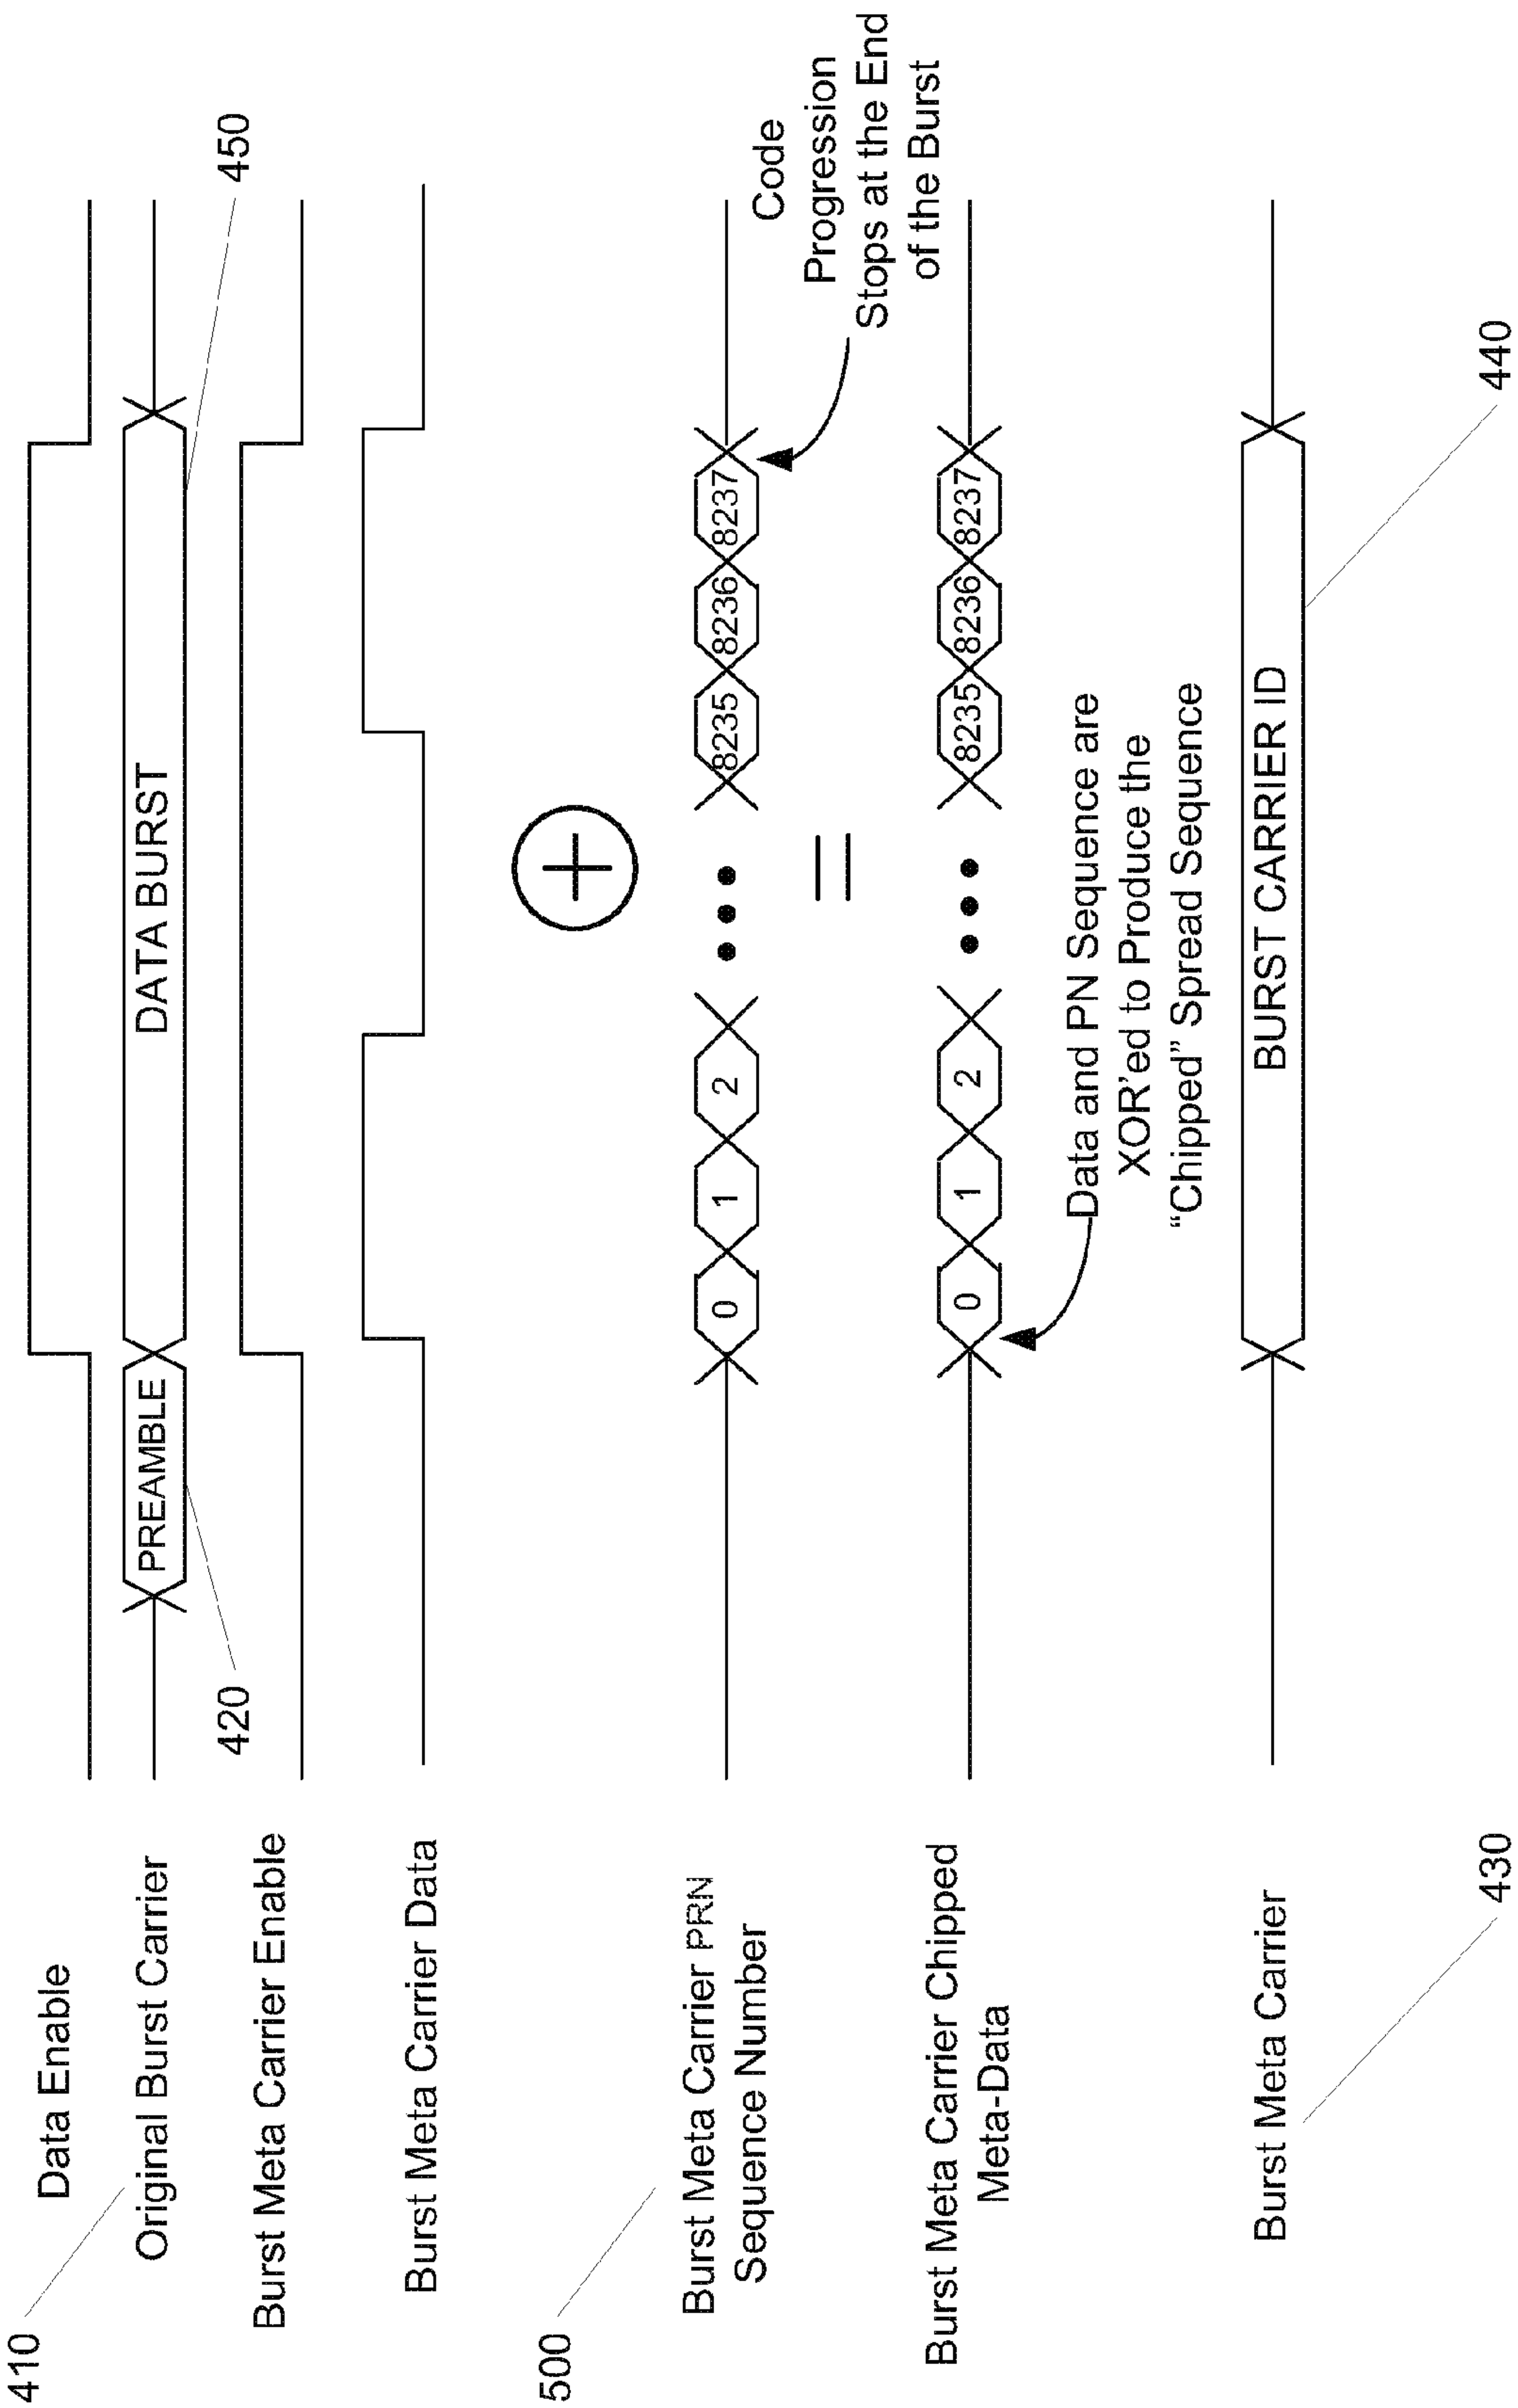 410
Data Enable
Original Burst Carrier
PREAMBLE
DATA BURST
420
450
Burst Meta Carrier Enable
Burst Meta Carrier Data
500
Burst Meta Carrier PRN
Sequence Number
0 1 2 8235 8236 8237
Code
Progression
Stops at the End
of the Burst
Burst Meta Carrier Chipped
Meta-Data
0 1 2 8235 8236 8237
Data and PN Sequence are
XOR'ed to Produce the
“Chipped” Spread Sequence
Burst Meta Carrier
BURST CARRIER ID
430
440